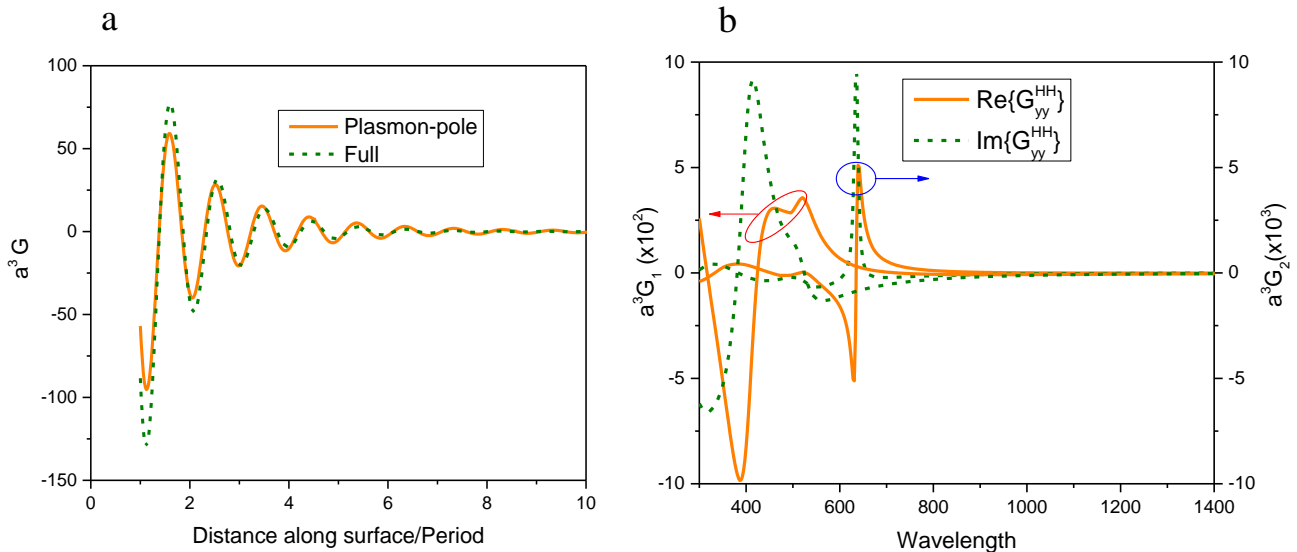 a
100
50
0
-50
-100
-150
a³ G
Plasmon-pole
Full
0
2
4
6
8
10
Distance along surface/Period
b
10
5
0
-5
-10
a³G₁ (x10²)
Re{G_yy^HH}
Im{G_yy^HH}
10
5
0
-5
-10
a³G₂(x10³)
400
600
800
1000
1200
1400
Wavelength